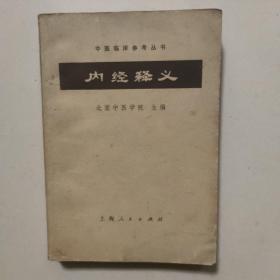 中医临床参考丛书
内经释义
北京中医学院 主编
上海人民出版社